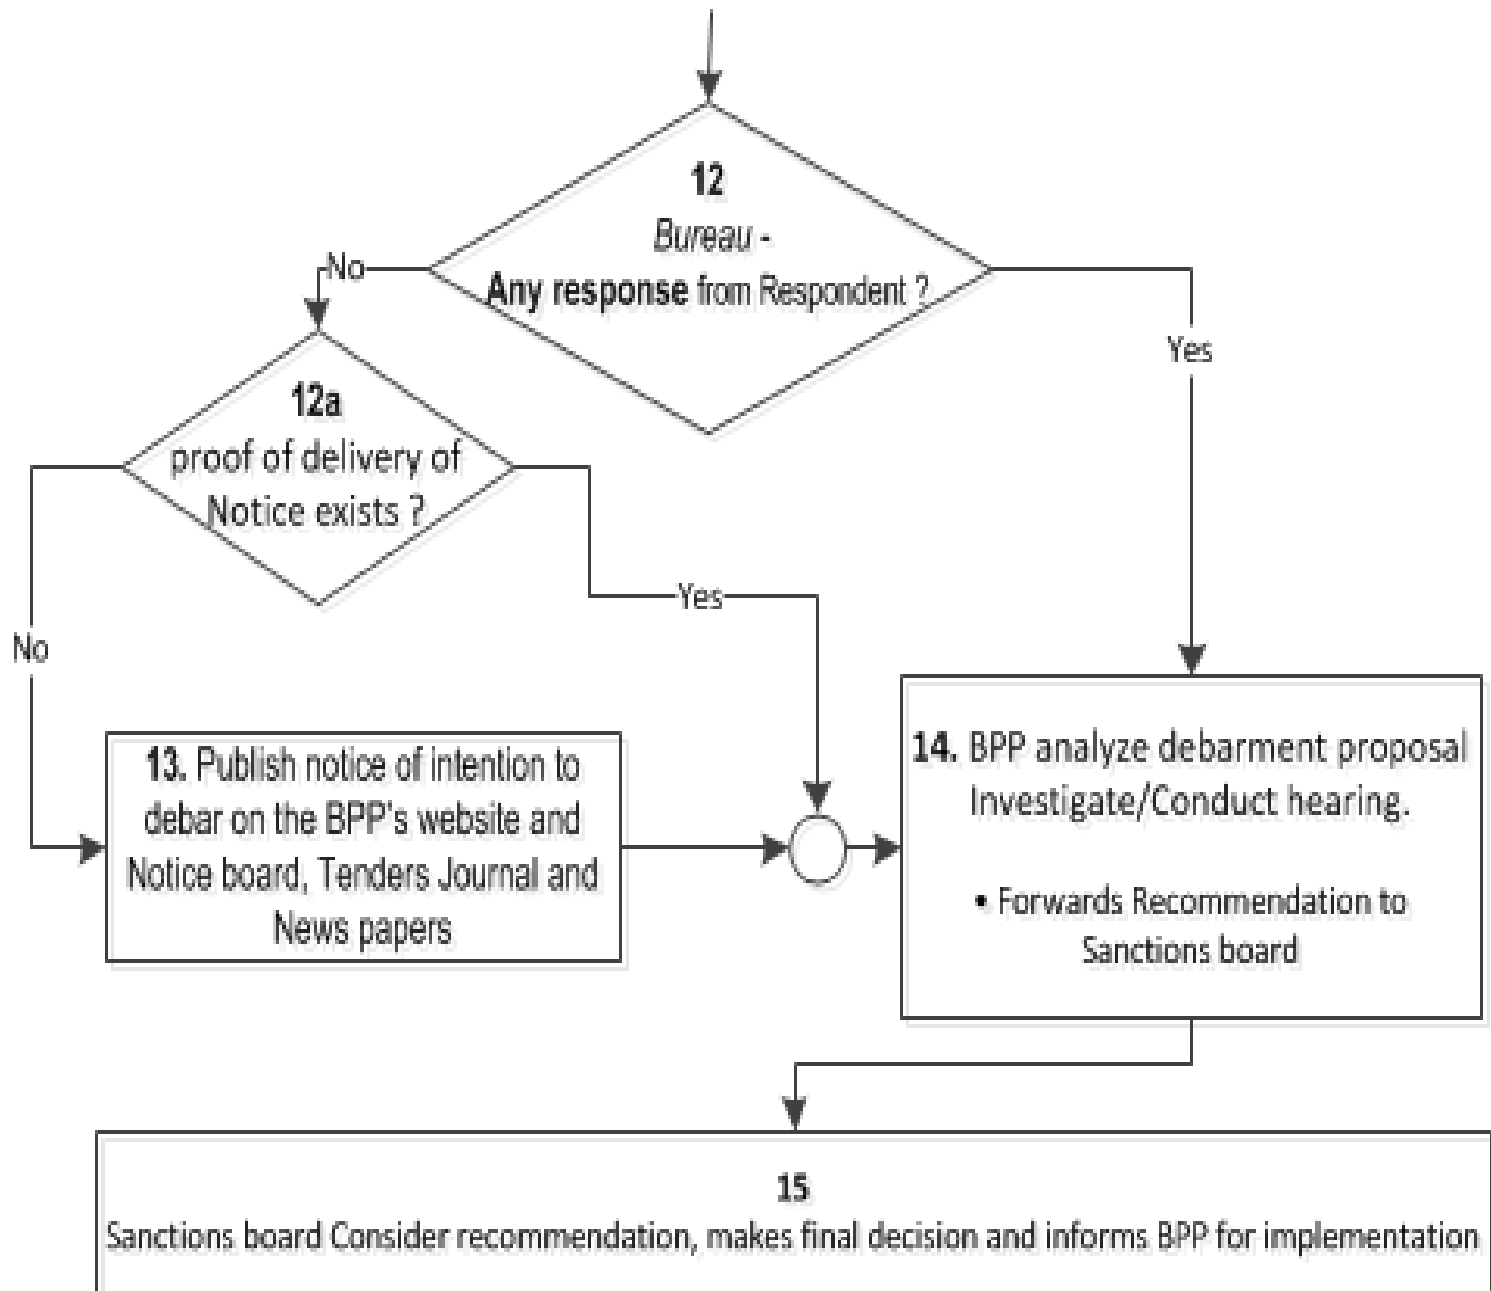 12
Bureau -
Any response from Respondent ?
No
Yes
12a
proof of delivery of
Notice exists ?
Yes
No
13. Publish notice of intention to
debar on the BPP's website and
Notice board, Tenders Journal and
News papers
14. BPP analyze debarment proposal
Investigate/Conduct hearing.
• Forwards Recommendation to
Sanctions board
15
Sanctions board Consider recommendation, makes final decision and informs BPP for implementation